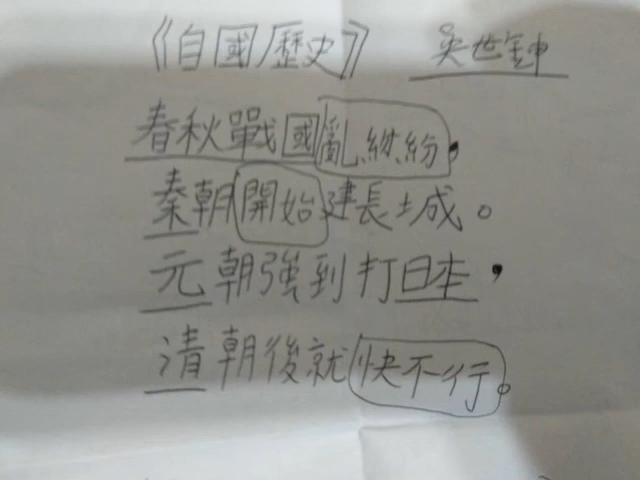 《自國歷史》 吳世鈡
春秋戰國亂紛紛,
秦朝開始建長城。
元朝強到打日本,
清朝後就快不行。